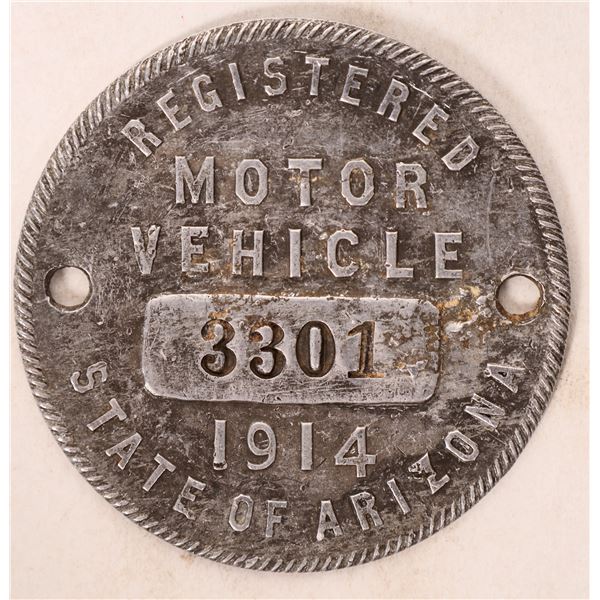 REGISTERED
MOTOR
VEHICLE
3301
1914
STATE OF ARIZONA